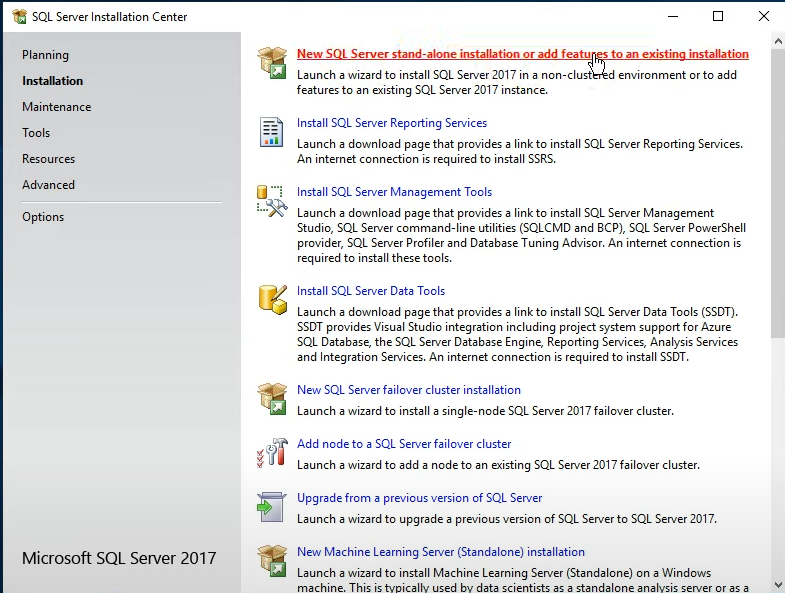 SQL Server Installation Center
Planning
Installation
Maintenance
Tools
Resources
Advanced
Options
Microsoft SQL Server 2017
New SQL Server stand-alone installation or add features to an existing installation
Launch a wizard to install SQL Server 2017 in a non-clustered environment or to add
features to an existing SQL Server 2017 instance.
Install SQL Server Reporting Services
Launch a download page that provides a link to install SQL Server Reporting Services.
An internet connection is required to install SSRS.
Install SQL Server Management Tools
Launch a download page that provides a link to install SQL Server Management
Studio, SQL Server command-line utilities (SQLCMD and BCP), SQL Server PowerShell
provider, SQL Server Profiler and Database Tuning Advisor. An internet connection is
required to install these tools.
Install SQL Server Data Tools
Launch a download page that provides a link to install SQL Server Data Tools (SSDT).
SSDT provides Visual Studio integration including project system support for Azure
SQL Database, the SQL Server Database Engine, Reporting Services, Analysis Services
and Integration Services. An internet connection is required to install SSDT.
New SQL Server failover cluster installation
Launch a wizard to install a single-node SQL Server 2017 failover cluster.
Add node to a SQL Server failover cluster
Launch a wizard to add a node to an existing SQL Server 2017 failover cluster.
Upgrade from a previous version of SQL Server
Launch a wizard to upgrade a previous version of SQL Server to SQL Server 2017.
New Machine Learning Server (Standalone) installation
Launch a wizard to install Machine Learning Server (Standalone) on a Windows
machine. This is typically used by data scientists as a standalone analysis server or as a